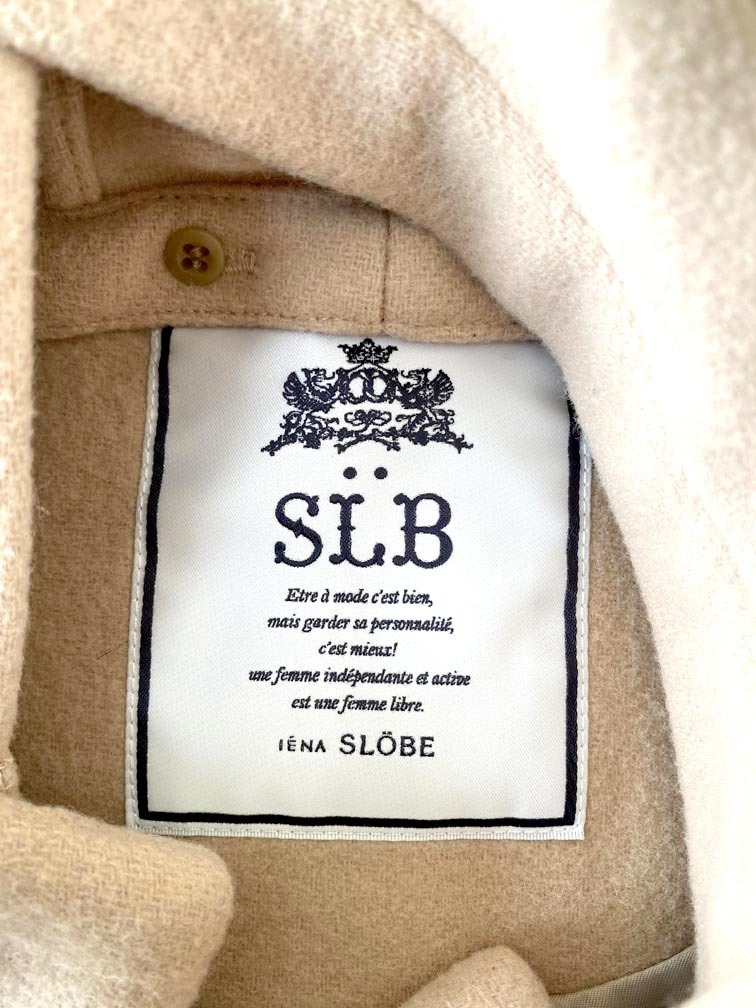 SL̈B
Etre à mode c'est bien,
mais garder sa personnalité,
c'est mieux!
une femme indépendante et active
est une femme libre.
IÉNA SLÖBE